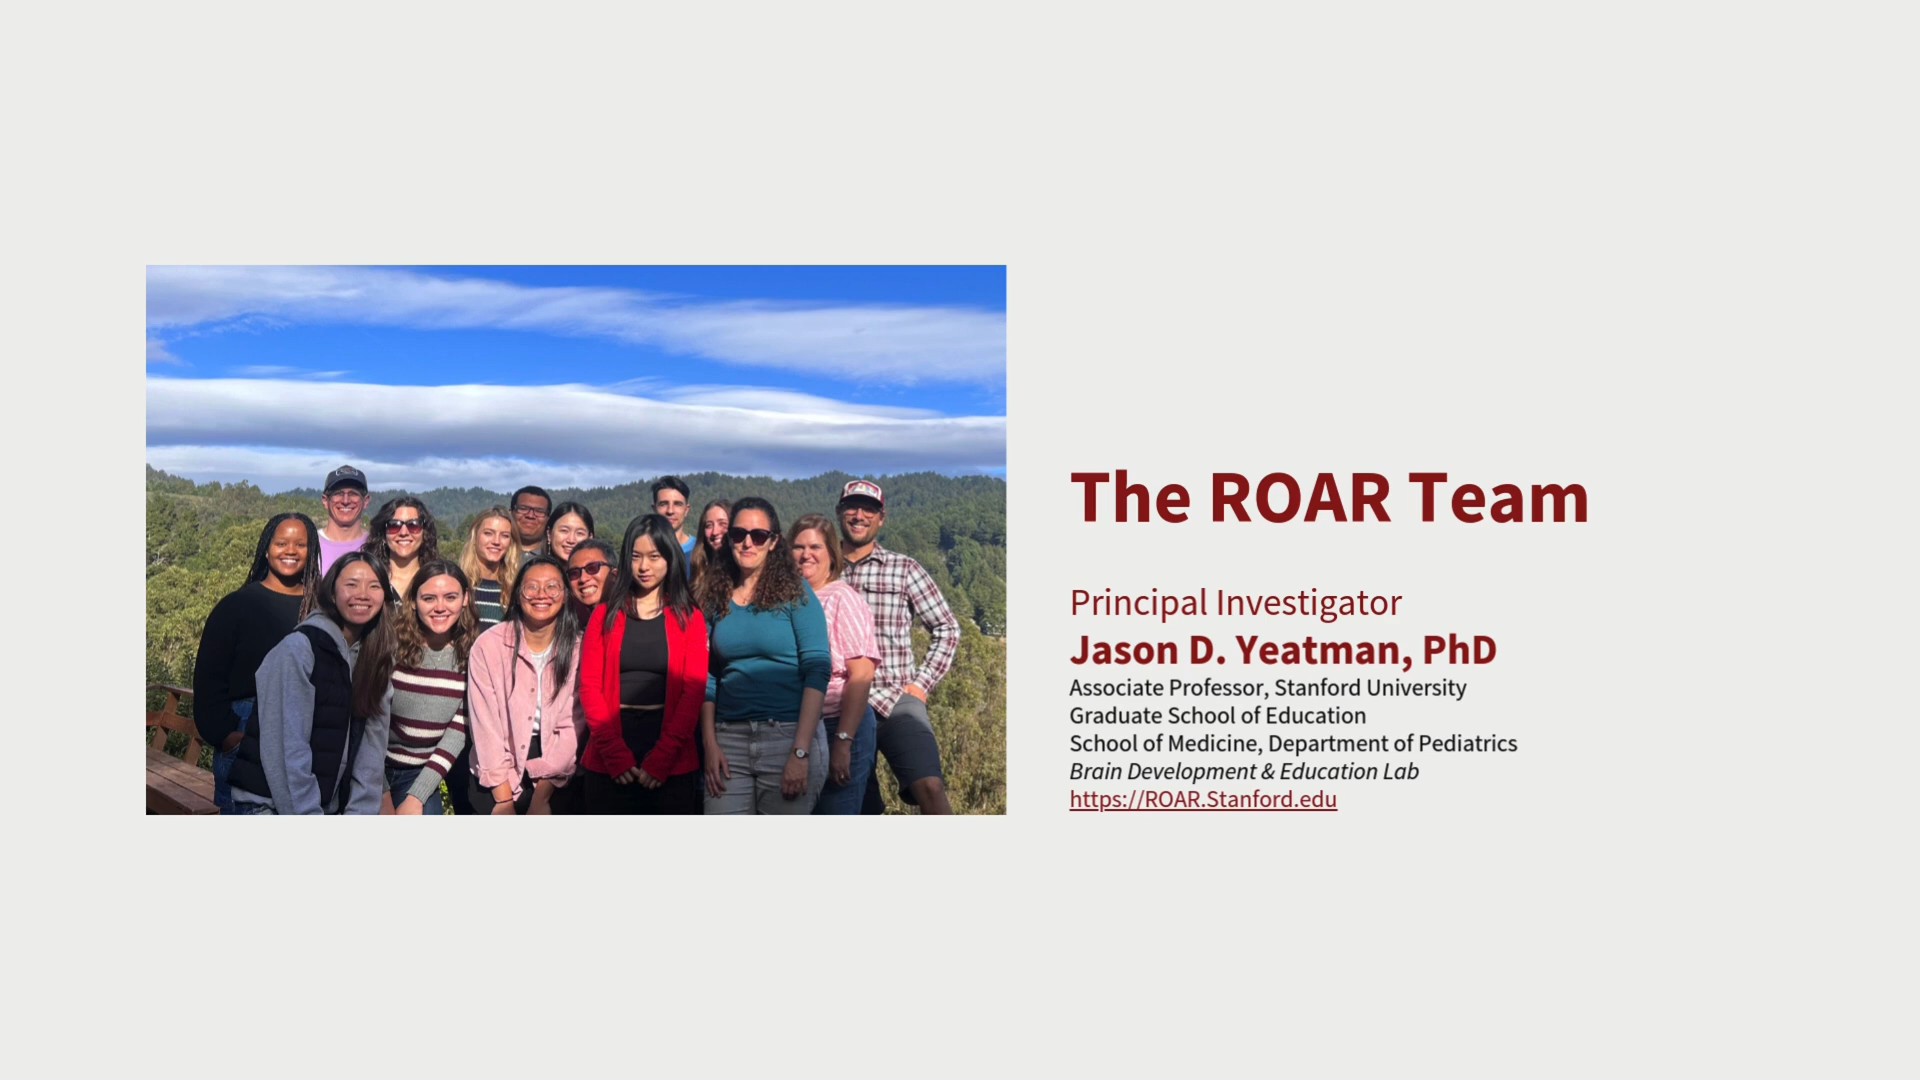 The ROAR Team
Principal Investigator
Jason D. Yeatman, PhD
Associate Professor, Stanford University
Graduate School of Education
School of Medicine, Department of Pediatrics
Brain Development & Education Lab
https://ROAR.Stanford.edu